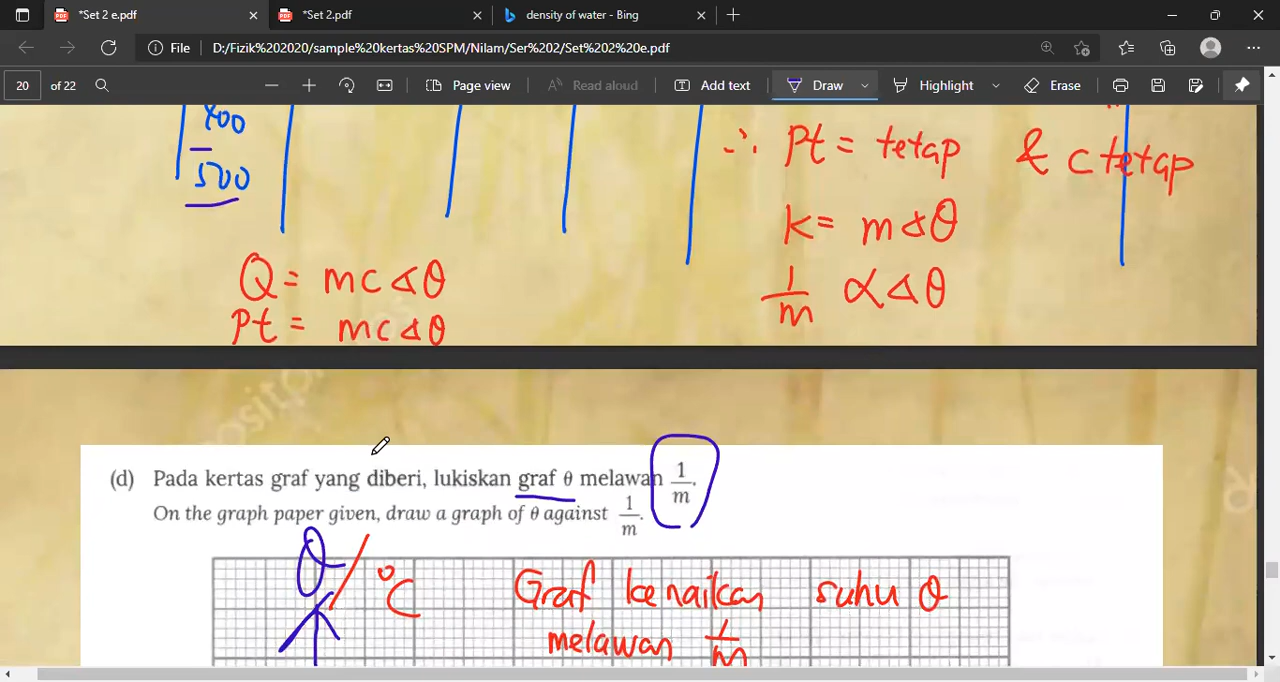 *Set 2 e.pdf
*Set 2.pdf
density of water - Bing
File
D:/Fizik%202020/sample%20kertas%20SPM/Nilam/Ser%202/Set%202%20e.pdf
20 of 22
Page view
Read aloud
Add text
Draw
Highlight
Erase
400
500
∴ Pt = tetap & c tetap
k = mΔθ
1/m α Δθ
Q = mcΔθ
Pt = mcΔθ
(d) Pada kertas graf yang diberi, lukiskan graf θ melawan 1/m.
On the graph paper given, draw a graph of θ against 1/m.
θ/°C
Graf kenaikan suhu θ
melawan 1/m